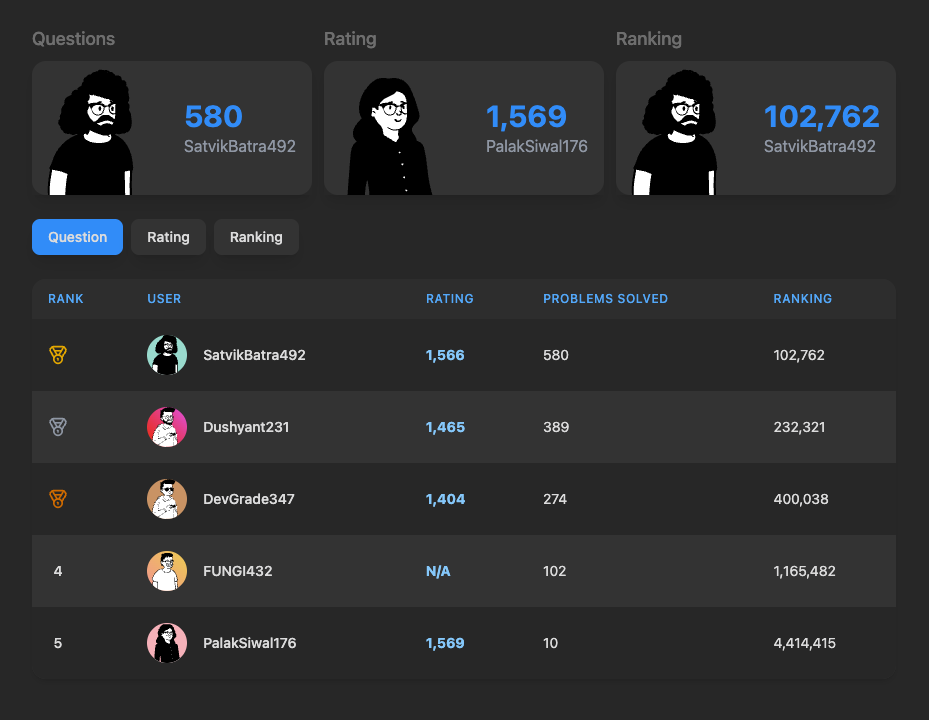 Questions Rating Ranking
580 1,569 102,762
SatvikBatra492 PalakSiwal176 SatvikBatra492
Question Rating Ranking
RANK USER RATING PROBLEMS SOLVED RANKING
SatvikBatra492 1,566 580 102,762
Dushyant231 1,465 389 232,321
DevGrade347 1,404 274 400,038
4 FUNGI432 N/A 102 1,165,482
5 PalakSiwal176 1,569 10 4,414,415